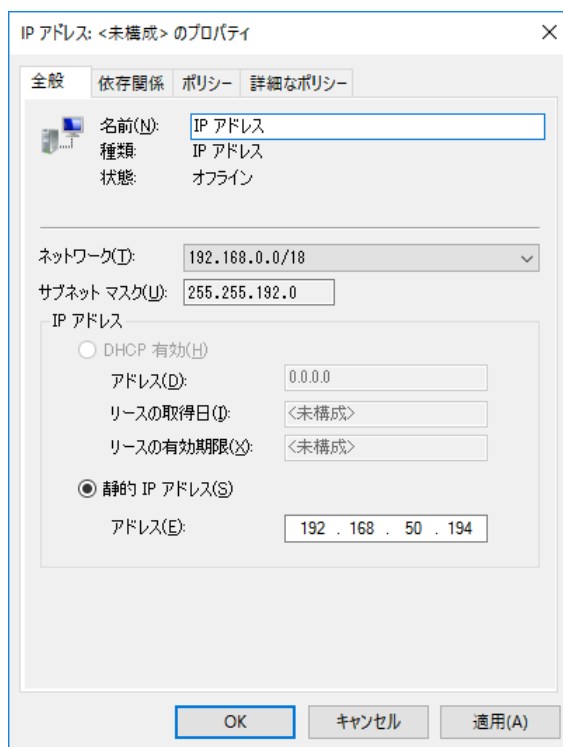 IP アドレス: <未構成> のプロパティ
全般 依存関係 ポリシー 詳細なポリシー
名前(N): IP アドレス
種類: IP アドレス
状態: オフライン
ネットワーク(T): 192.168.0.0/18
サブネット マスク(U): 255.255.192.0
IP アドレス
DHCP 有効(H)
アドレス(D): 0.0.0.0
リースの取得日(I): <未構成>
リースの有効期限(X): <未構成>
静的 IP アドレス(S)
アドレス(E): 192 . 168 . 50 . 194
OK キャンセル 適用(A)